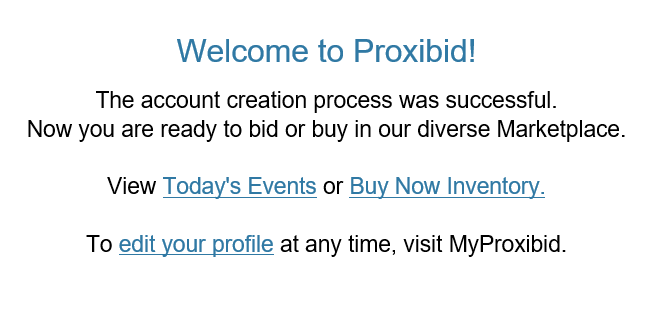 Welcome to Proxibid!
The account creation process was successful.
Now you are ready to bid or buy in our diverse Marketplace.
View Today's Events or Buy Now Inventory.
To edit your profile at any time, visit MyProxibid.